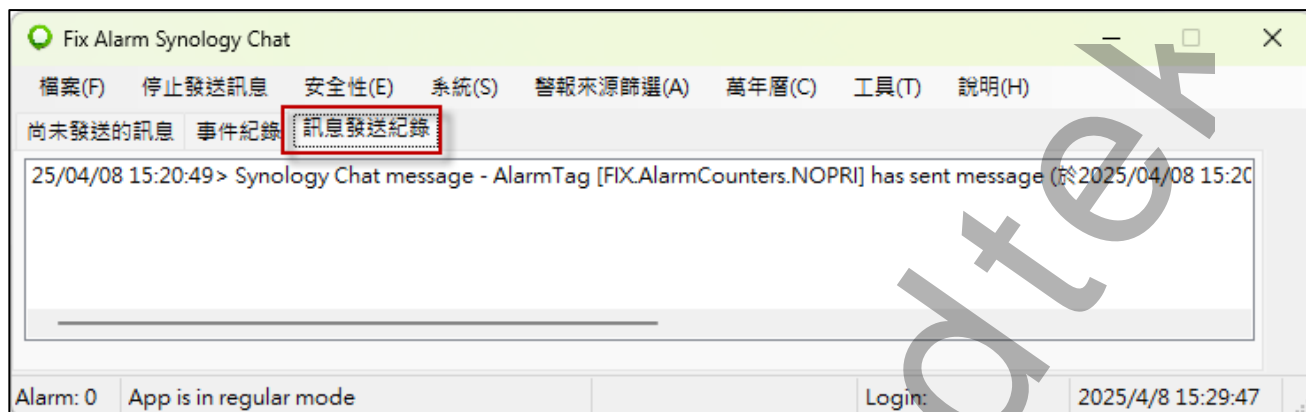 Fix Alarm Synology Chat
檔案(F) 停止發送訊息 安全性(E) 系統(S) 警報來源篩選(A) 萬年曆(C) 工具(T) 說明(H)
尚未發送的訊息 事件紀錄 訊息發送紀錄
25/04/08 15:20:49> Synology Chat message - AlarmTag [FIX.AlarmCounters.NOPRI] has sent message (於2025/04/08 15:20
Alarm: 0 App is in regular mode Login: 2025/4/8 15:29:47
dtek